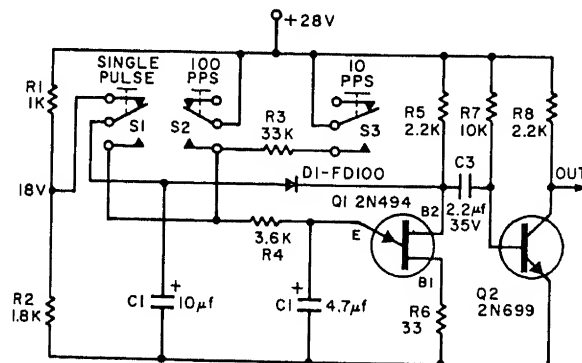 +28V
SINGLE PULSE
100 PPS
10 PPS
R1 1K
S1
S2
R3 33K
S3
R5 2.2K
R7 10K
R8 2.2K
18V
D1-FD100
C3
OUT
Q1 2N494
B2
2.2µf 35V
E
3.6K R4
B1
R2 1.8K
C1
+
10µf
C1
+
4.7µf
R6 33
Q2 2N699